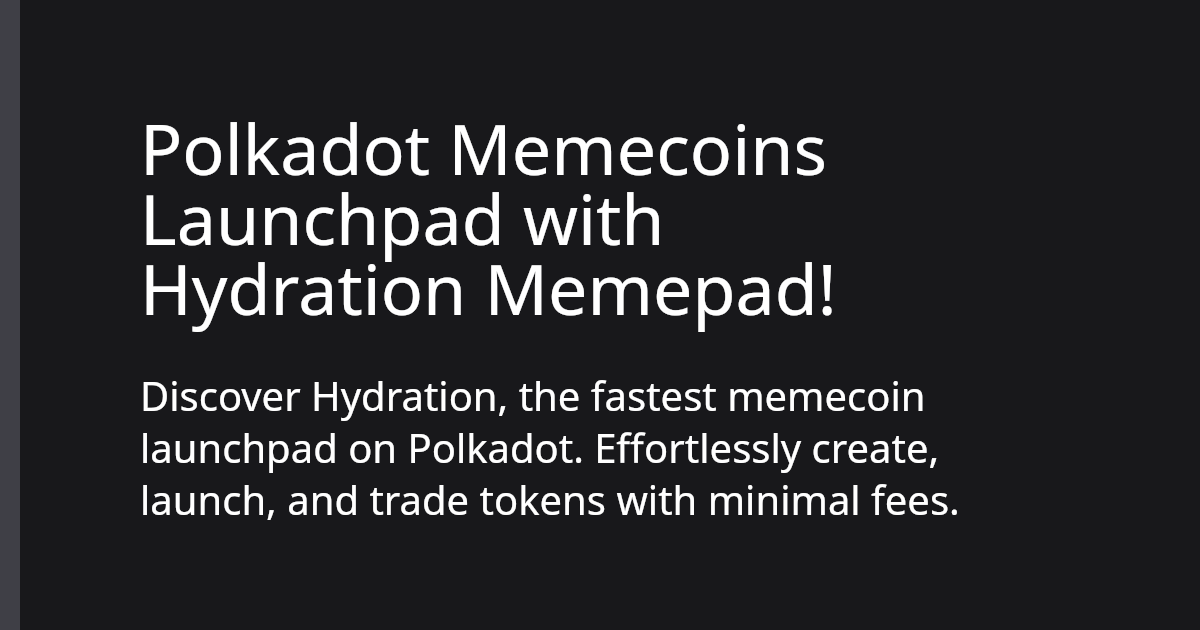 Polkadot Memecoins
Launchpad with
Hydration Memepad!
Discover Hydration, the fastest memecoin
launchpad on Polkadot. Effortlessly create,
launch, and trade tokens with minimal fees.